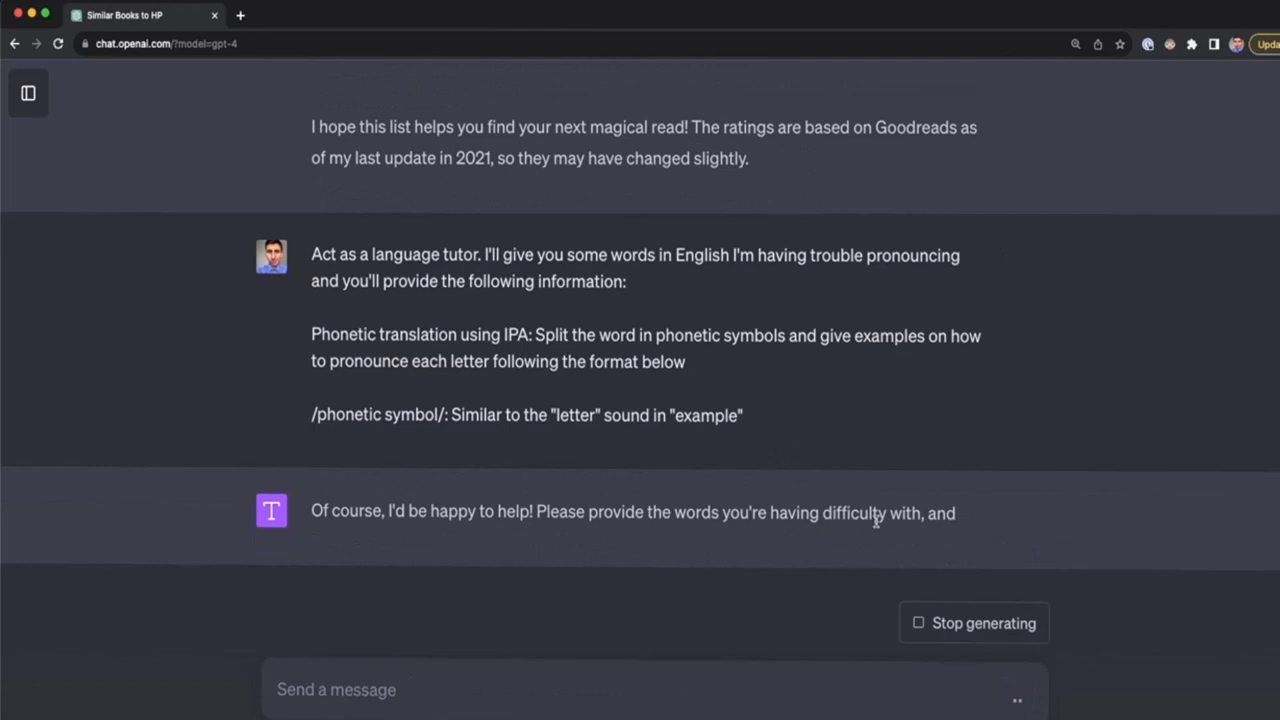 Similar Books to HP
chat.openai.com/?model=gpt-4
Upda
I hope this list helps you find your next magical read! The ratings are based on Goodreads as
of my last update in 2021, so they may have changed slightly.
Act as a language tutor. I'll give you some words in English I'm having trouble pronouncing
and you'll provide the following information:
Phonetic translation using IPA: Split the word in phonetic symbols and give examples on how
to pronounce each letter following the format below
/phonetic symbol/: Similar to the "letter" sound in "example"
T
Of course, I'd be happy to help! Please provide the words you're having difficulty with, and
Stop generating
Send a message